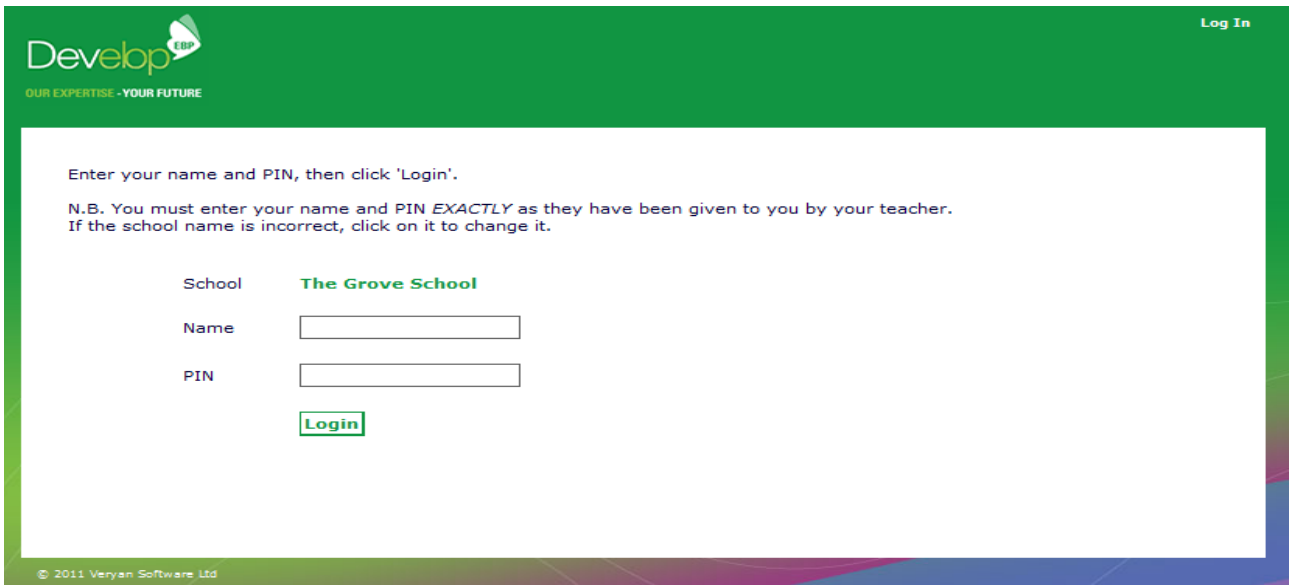 Log In
Develop EBP
OUR EXPERTISE - YOUR FUTURE
Enter your name and PIN, then click 'Login'.
N.B. You must enter your name and PIN EXACTLY as they have been given to you by your teacher.
If the school name is incorrect, click on it to change it.
School The Grove School
Name
PIN
Login
© 2011 Veryan Software Ltd